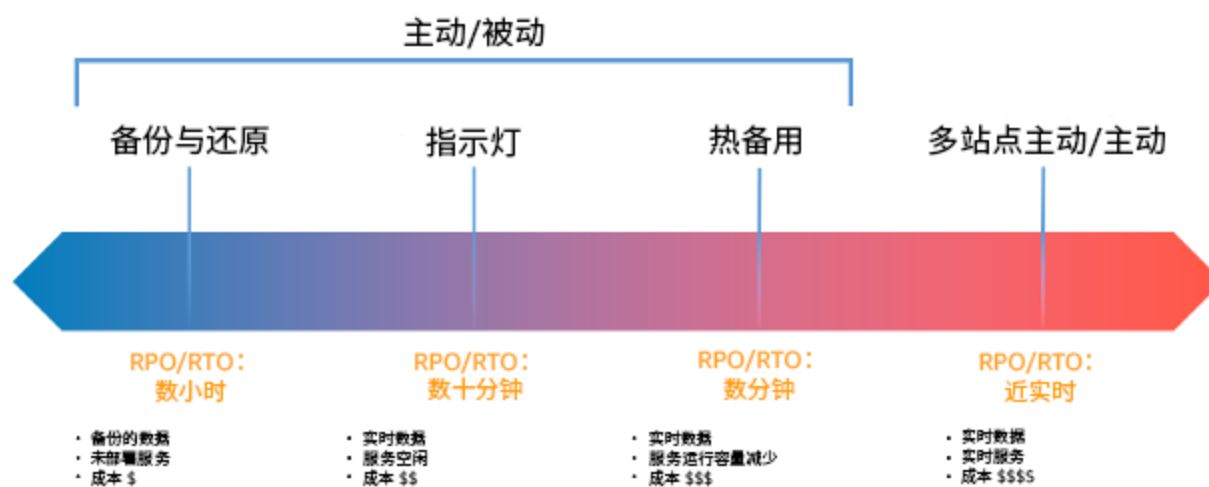 主动/被动
备份与还原
指示灯
热备用
多站点主动/主动
RPO/RTO：
数小时
RPO/RTO：
数十分钟
RPO/RTO：
数分钟
RPO/RTO：
近实时
· 备份的数据
· 未部署服务
· 成本 $
· 实时数据
· 服务空闲
· 成本 $$
· 实时数据
· 服务运行容量减少
· 成本 $$$
· 实时数据
· 实时服务
· 成本 $$$$